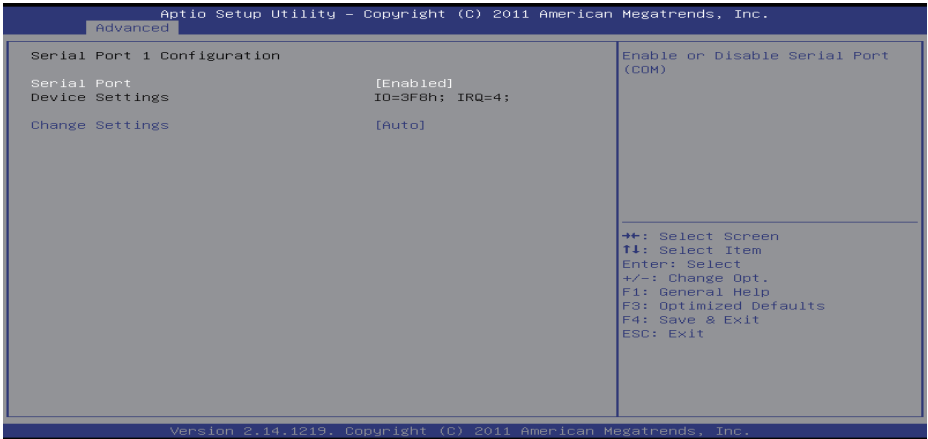 Aptio Setup Utility – Copyright (C) 2011 American Megatrends, Inc.
Advanced
Serial Port 1 Configuration
Serial Port [Enabled]
Device Settings IO=3F8h; IRQ=4;
Change Settings [Auto]
Enable or Disable Serial Port
(COM)
→←: Select Screen
↑↓: Select Item
Enter: Select
+/-: Change Opt.
F1: General Help
F3: Optimized Defaults
F4: Save & Exit
ESC: Exit
Version 2.14.1219. Copyright (C) 2011 American Megatrends, Inc.